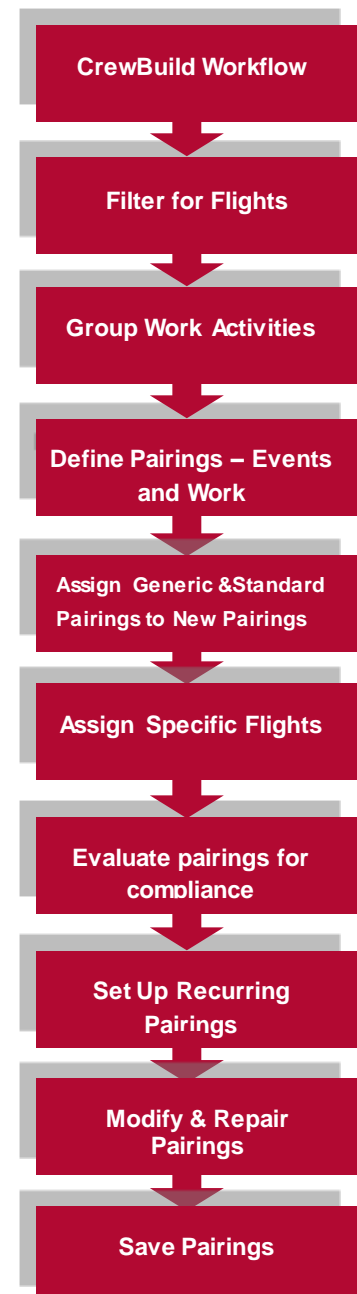 CrewBuild Workflow
Filter for Flights
Group Work Activities
Define Pairings – Events
and Work
Assign Generic &Standard
Pairings to New Pairings
Assign Specific Flights
Evaluate pairings for
compliance
Set Up Recurring
Pairings
Modify & Repair
Pairings
Save Pairings